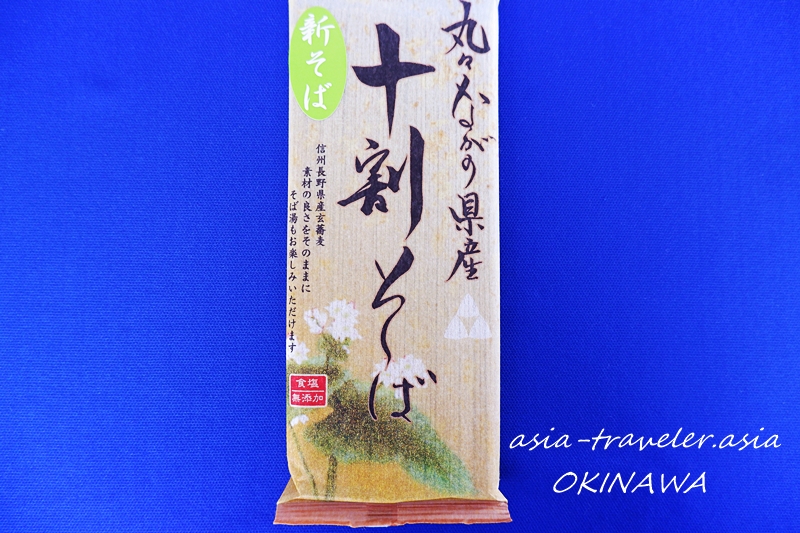 丸々ながの県産
十割そば
新そば
信州長野県産玄蕎麦
素材の良さをそのままに
そば湯もお楽しみいただけます
食塩
無添加
asia-traveler.asia
OKINAWA